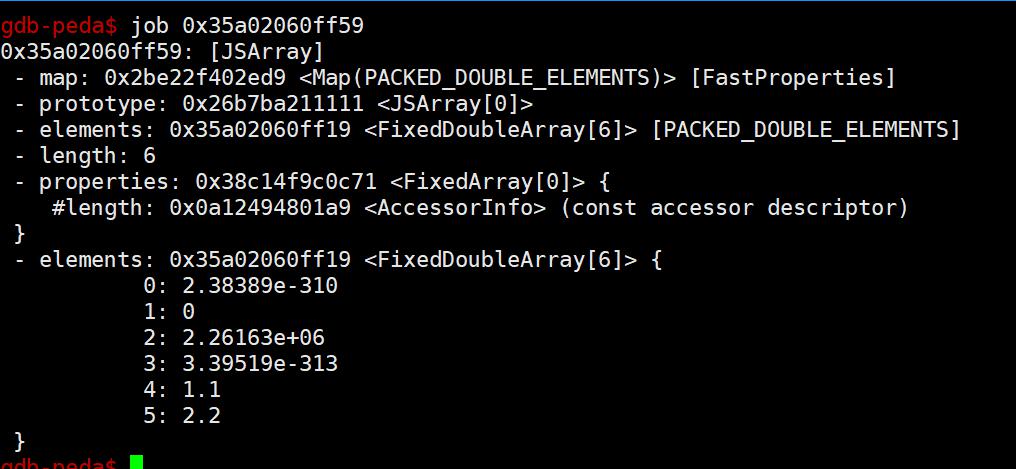 gdb-peda$ job 0x35a02060ff59
0x35a02060ff59: [JSArray]
 - map: 0x2be22f402ed9 <Map(PACKED_DOUBLE_ELEMENTS)> [FastProperties]
 - prototype: 0x26b7ba211111 <JSArray[0]>
 - elements: 0x35a02060ff19 <FixedDoubleArray[6]> [PACKED_DOUBLE_ELEMENTS]
 - length: 6
 - properties: 0x38c14f9c0c71 <FixedArray[0]> {
    #length: 0x0a12494801a9 <AccessorInfo> (const accessor descriptor)
 }
 - elements: 0x35a02060ff19 <FixedDoubleArray[6]> {
           0: 2.38389e-310
           1: 0
           2: 2.26163e+06
           3: 3.39519e-313
           4: 1.1
           5: 2.2
 }
gdb-peda$